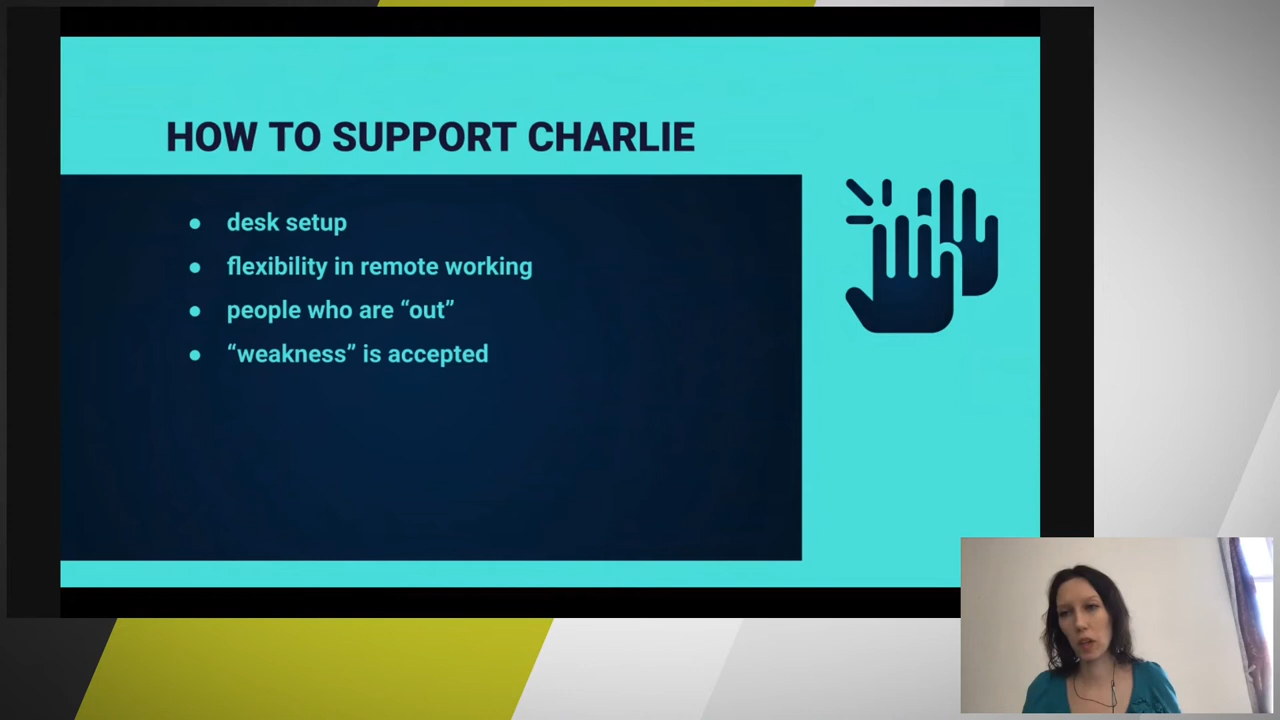 HOW TO SUPPORT CHARLIE
● desk setup
● flexibility in remote working
● people who are “out”
● “weakness” is accepted